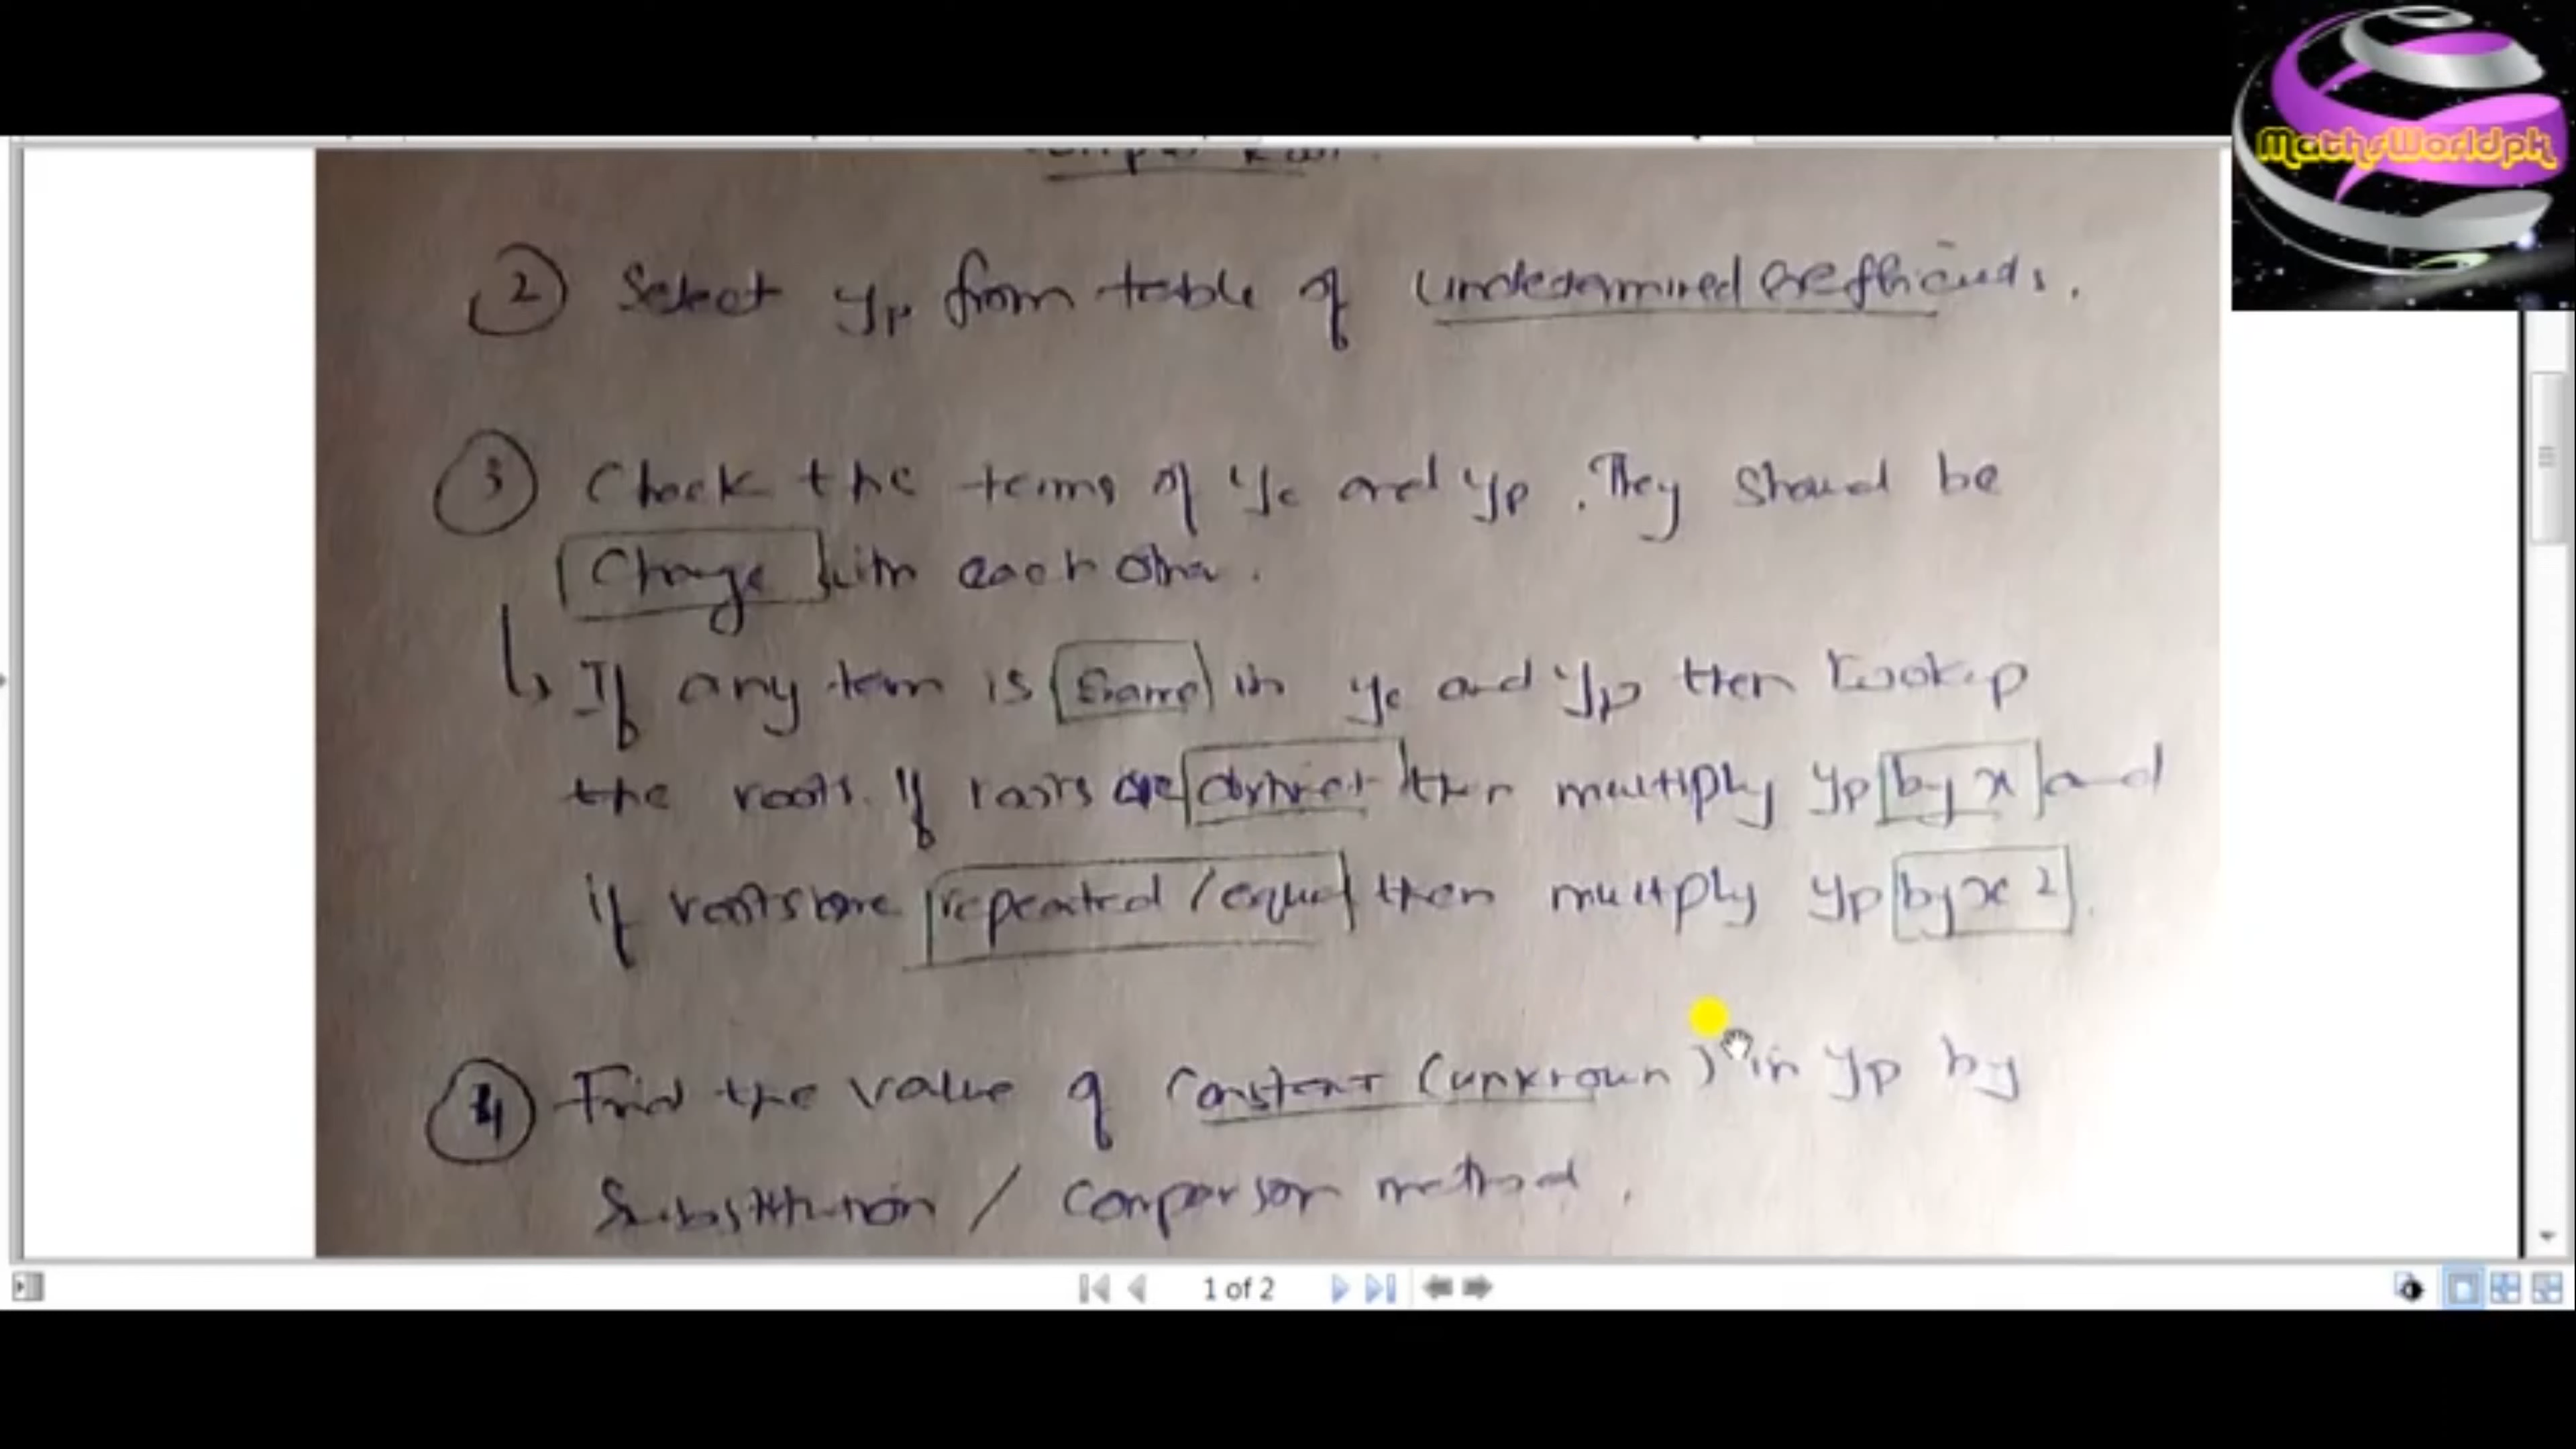 MathsWorldpk
② Select yp from table of undetermined coefficients.
③ Check the terms of yc and yp. They should be
Change with each other.
↳ If any term is Same in yc and yp then Lookup
the roots. If roots are distinct then multiply yp by x and
if roots are repeated / equal then multiply yp by x²
④ Find the value of Constant (unknown) in yp by
Substitution / Comparison method.
1 of 2